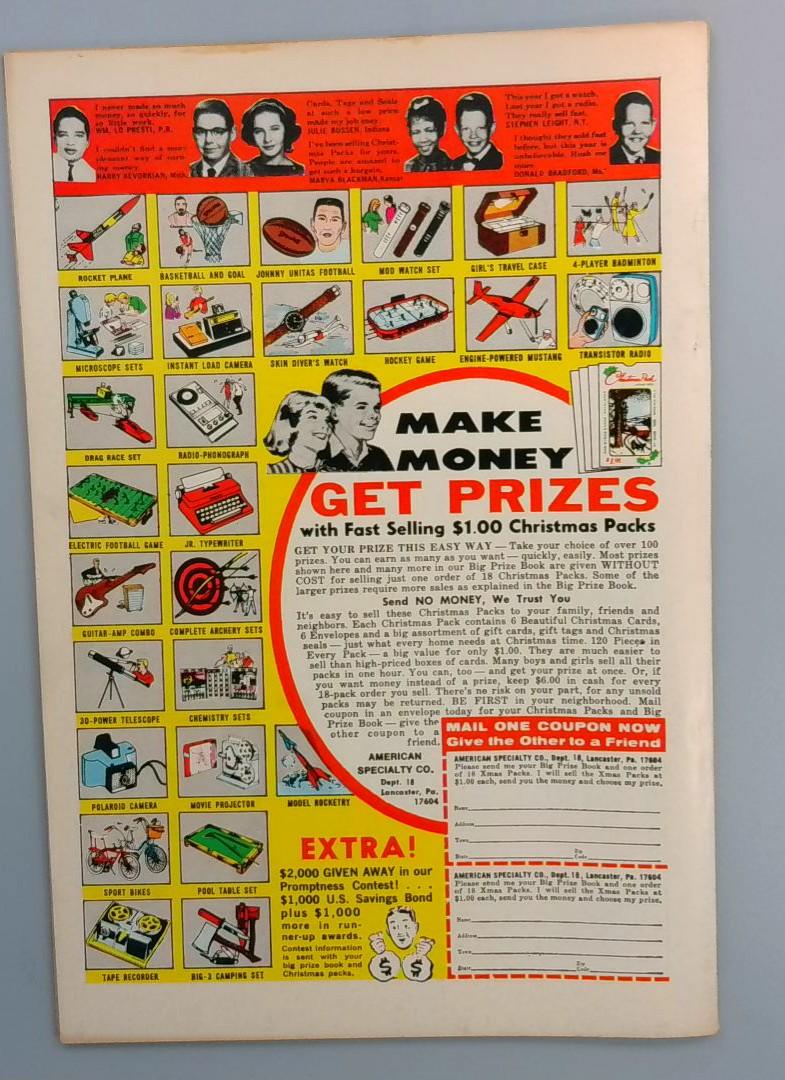 I never made so much
money, so quickly, for
so little work.
WM. LO PRESTI, P.R.
I couldn't find a more
pleasant way of earn-
ing money.
HARRY KEVORKIAN, Mich.
Cards, Tags and Seals
at such a low price
made my job easy.
JULIE BUSSEN, Indiana
I've been selling Christ-
mas Packs for years.
People are amazed to
get such a bargain.
MARVA BLACKMAN, Kansas
This year I got a watch.
Last year I got a radio.
They really sell fast.
STEPHEN LEIGHT, N.Y.
I thought they sold fast
before, but this year is
unbelievable. Rush me
more.
DONALD BRADFORD, Ms.
ROCKET PLANE
BASKETBALL AND GOAL
JOHNNY UNITAS FOOTBALL
MOD WATCH SET
GIRL'S TRAVEL CASE
4-PLAYER BADMINTON
MICROSCOPE SETS
INSTANT LOAD CAMERA
SKIN DIVER'S WATCH
HOCKEY GAME
ENGINE-POWERED MUSTANG
TRANSISTOR RADIO
DRAG RACE SET
RADIO-PHONOGRAPH
ELECTRIC FOOTBALL GAME
JR. TYPEWRITER
GUITAR-AMP COMBO
COMPLETE ARCHERY SETS
30-POWER TELESCOPE
CHEMISTRY SETS
POLAROID CAMERA
MOVIE PROJECTOR
MODEL ROCKETRY
SPORT BIKES
POOL TABLE SET
TAPE RECORDER
BIG-3 CAMPING SET
Christmas Pack
MAKE
MONEY
GET PRIZES
with Fast Selling $1.00 Christmas Packs
GET YOUR PRIZE THIS EASY WAY — Take your choice of over 100
prizes. You can earn as many as you want — quickly, easily. Most prizes
shown here and many more in our Big Prize Book are given WITHOUT
COST for selling just one order of 18 Christmas Packs. Some of the
larger prizes require more sales as explained in the Big Prize Book.
Send NO MONEY, We Trust You
It's easy to sell these Christmas Packs to your family, friends and
neighbors. Each Christmas Pack contains 6 Beautiful Christmas Cards,
6 Envelopes and a big assortment of gift cards, gift tags and Christmas
seals — just what every home needs at Christmas time. 120 Pieces in
Every Pack — a big value for only $1.00. They are much easier to
sell than high-priced boxes of cards. Many boys and girls sell all their
packs in one hour. You can, too — and get your prize at once. Or, if
you want money instead of a prize, keep $6.00 in cash for every
18-pack order you sell. There's no risk on your part, for any unsold
packs may be returned. BE FIRST in your neighborhood. Mail
coupon in an envelope today for your Christmas Packs and Big
Prize Book — give the
other coupon to a
friend.
AMERICAN
SPECIALTY CO.
Dept. 18
Lancaster, Pa.
17604
EXTRA!
$2,000 GIVEN AWAY in our
Promptness Contest! . . .
$1,000 U.S. Savings Bond
plus $1,000
more in run-
ner-up awards.
Contest information
is sent with your
big prize book and
Christmas packs.
$ $
MAIL ONE COUPON NOW
Give the Other to a Friend
AMERICAN SPECIALTY CO., Dept. 18, Lancaster, Pa. 17604
Please send me your Big Prize Book and one order
of 18 Xmas Packs. I will sell the Xmas Packs at
$1.00 each, send you the money and choose my prize.
Name
Address
Town
State Zip Code
AMERICAN SPECIALTY CO., Dept. 18, Lancaster, Pa. 17604
Please send me your Big Prize Book and one order
of 18 Xmas Packs. I will sell the Xmas Packs at
$1.00 each, send you the money and choose my prize.
Name
Address
Town
State Zip Code